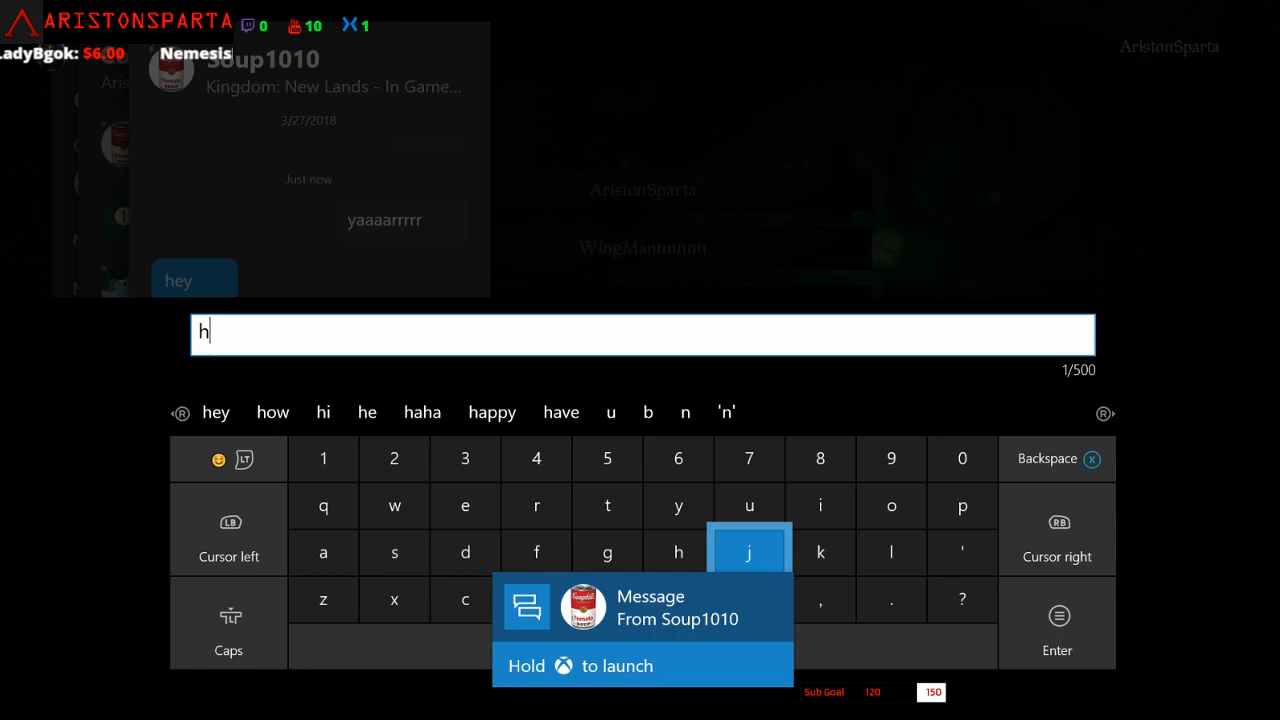 ARISTONSPARTA
0
10
1
LadyBgok: $6.00 Nemesis
AristonSparta
Soup1010
Kingdom: New Lands - In Game...
3/27/2018
Just now
yaaaarrrrr
AristonSparta
WingMannnnnn
hey
h
1/500
R hey how hi he haha happy have u b n 'n' R
LT 1 2 3 4 5 6 7 8 9 0 Backspace X
q w e r t y u i o p
LB Cursor left
a s d f g h j k l '
RB Cursor right
z x c , . ?
Caps
Enter
Message
From Soup1010
Hold to launch
Sub Goal 120 150